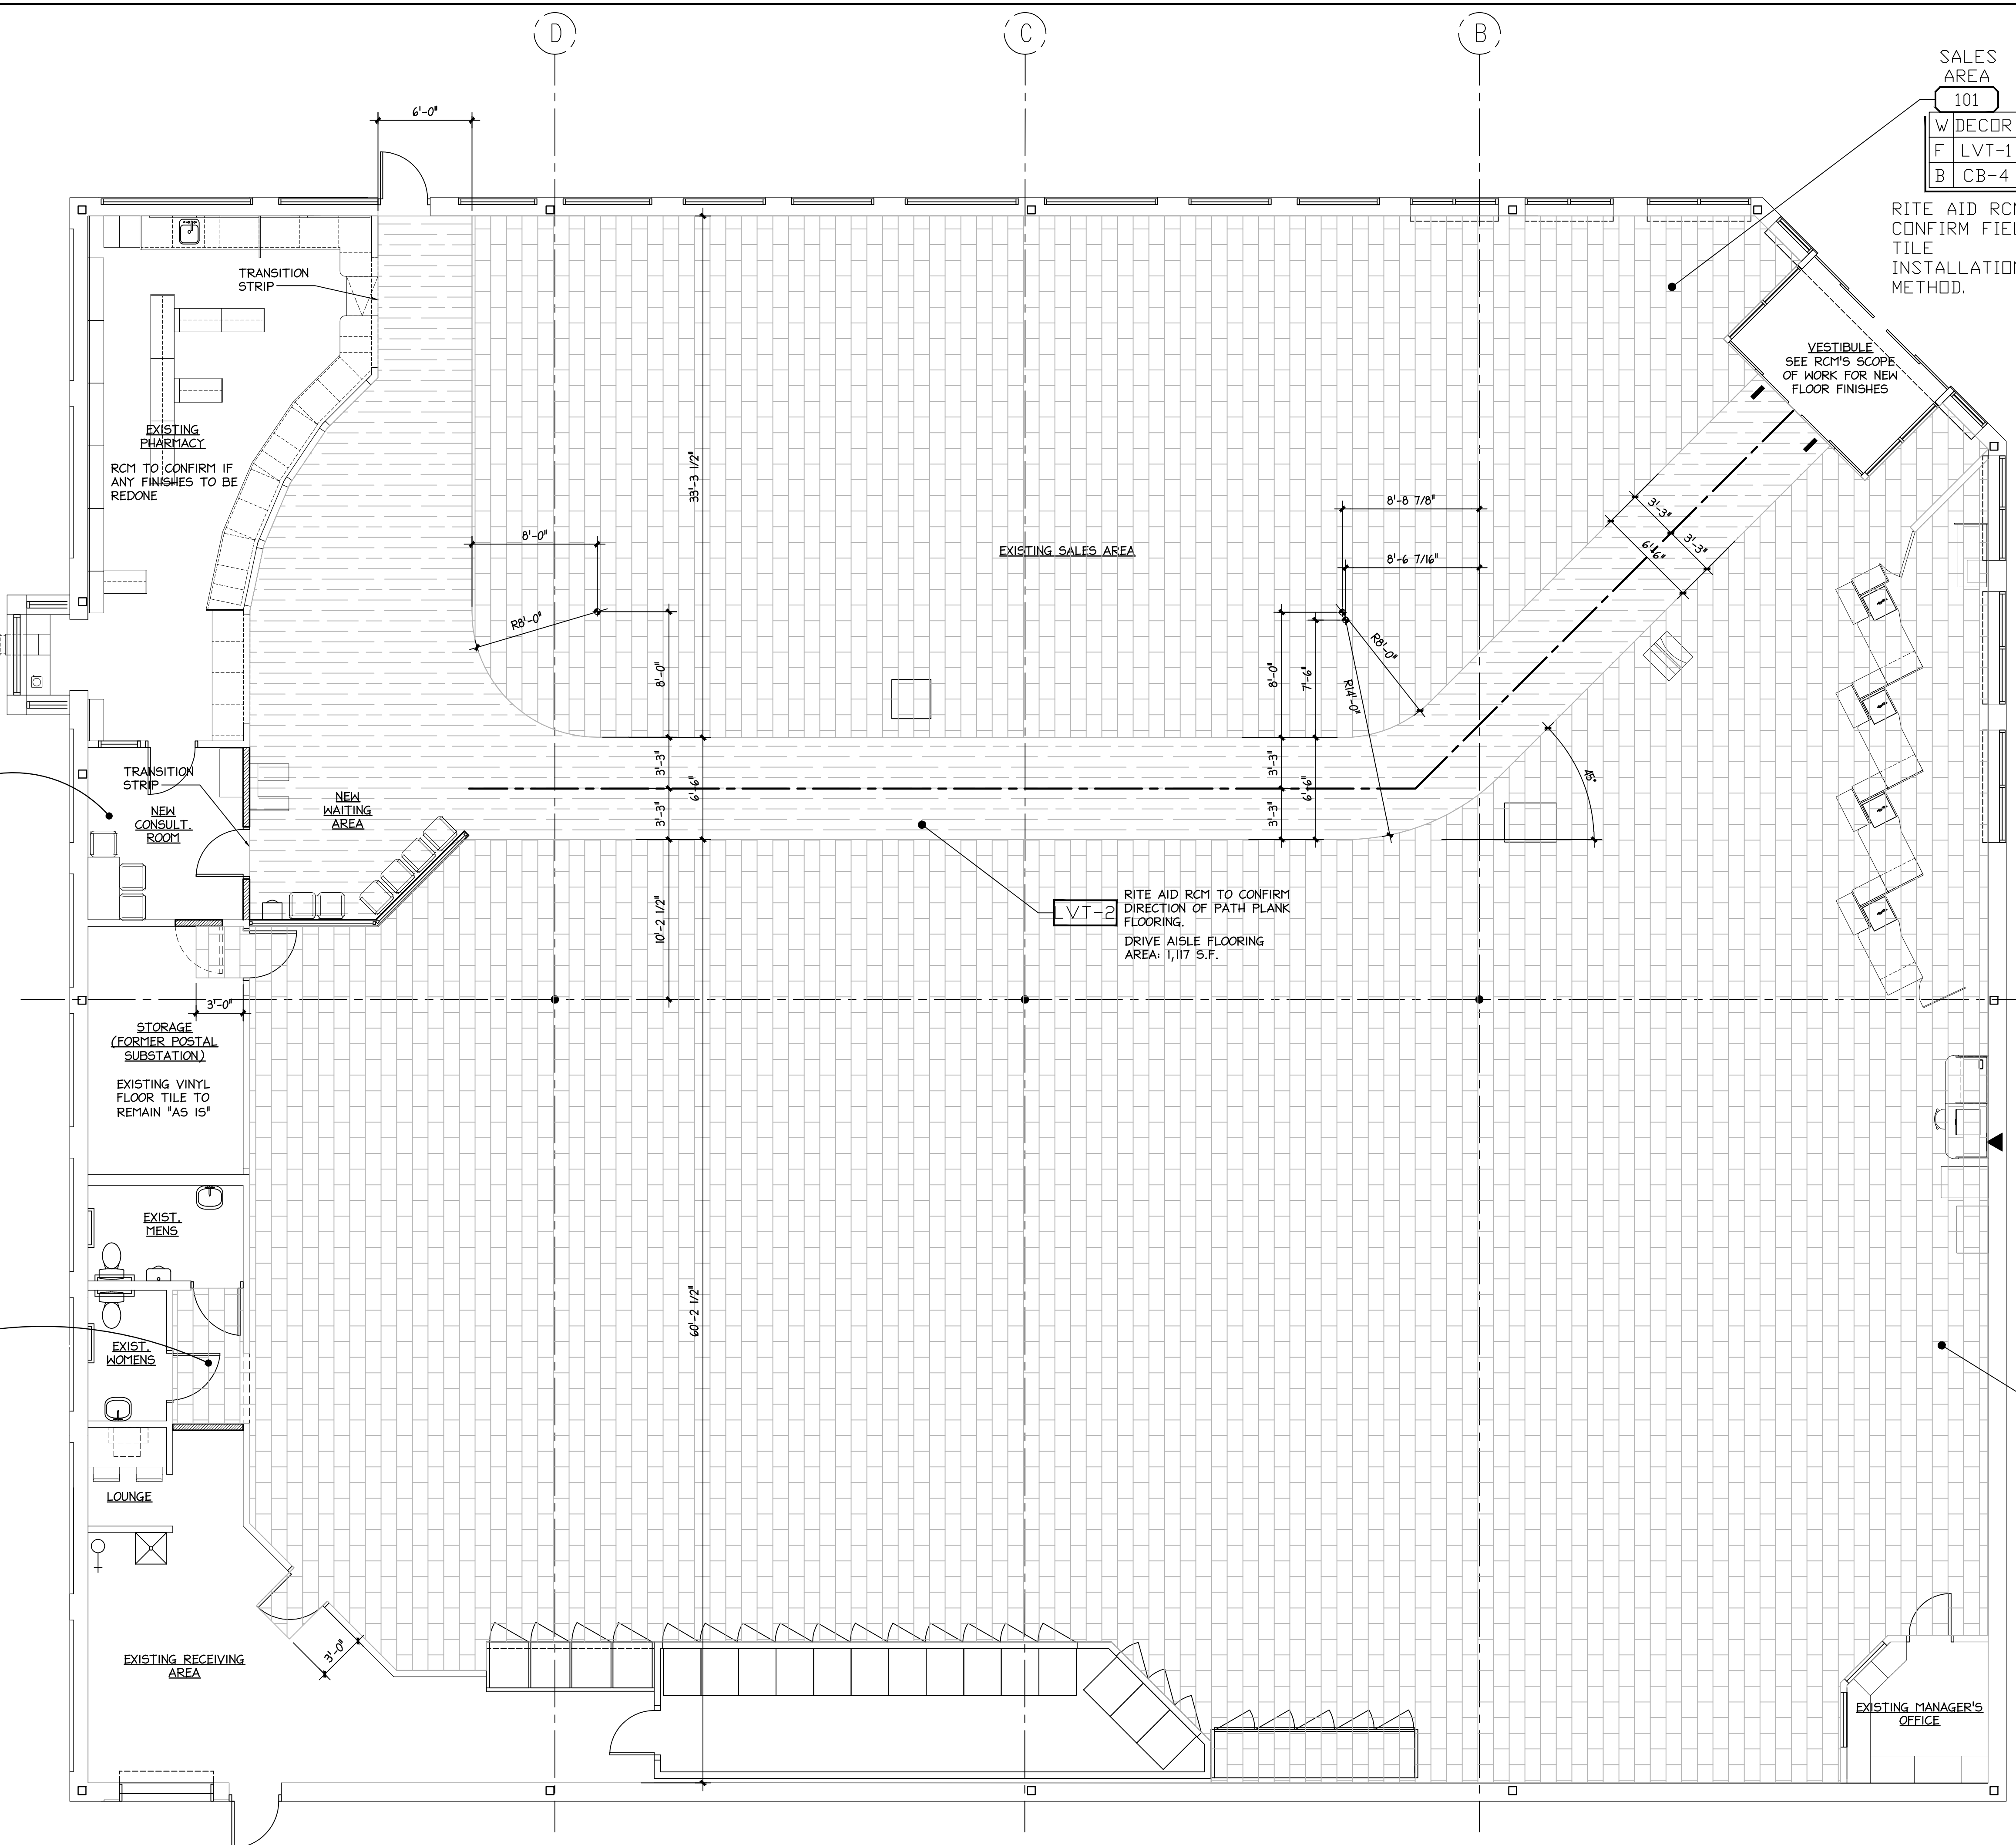 D
C
B
SALES
AREA
101
W DECOR
F LVT-1
B CB-4
RITE AID RCM
CONFIRM FIEL
TILE
INSTALLATION
METHOD.
6'-0"
TRANSITION
STRIP
VESTIBULE
SEE RCM'S SCOPE
OF WORK FOR NEW
FLOOR FINISHES
EXISTING
PHARMACY
RCM TO CONFIRM IF
ANY FINISHES TO BE
REDONE
33'-3 1/2"
8'-0"
R8'-0"
8'-0"
EXISTING SALES AREA
8'-8 7/8"
8'-6 7/16"
3'-3"
6'-6"
3'-3"
R8'-0"
R14'-0"
8'-0"
7'-6"
3'-3"
6'-6"
3'-3"
3'-3"
6'-9"
3'-3"
45°
TRANSITION
STRIP
NEW
CONSULT.
ROOM
NEW
WAITING
AREA
10'-2 1/2"
LVT-2
RITE AID RCM TO CONFIRM
DIRECTION OF PATH PLANK
FLOORING.
DRIVE AISLE FLOORING
AREA: 1,117 S.F.
3'-0"
STORAGE
(FORMER POSTAL
SUBSTATION)
EXISTING VINYL
FLOOR TILE TO
REMAIN "AS IS"
EXIST.
MENS
60'-2 1/2"
EXIST.
WOMENS
LOUNGE
3'-0"
EXISTING RECEIVING
AREA
EXISTING MANAGER'S
OFFICE